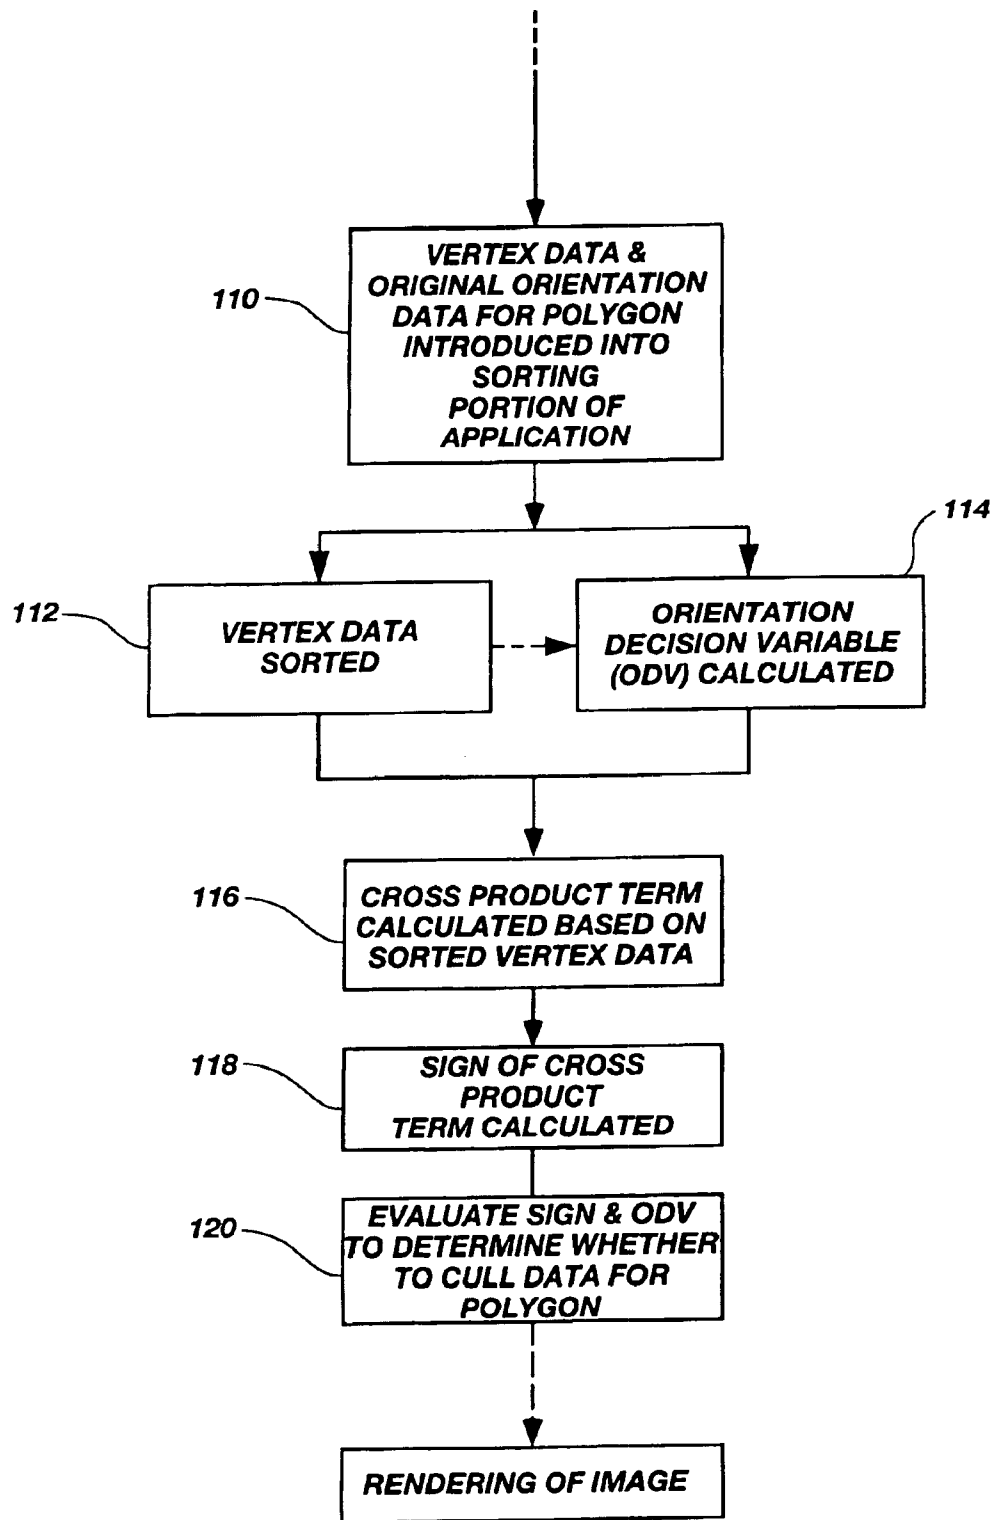 VERTEX DATA &
ORIGINAL ORIENTATION
DATA FOR POLYGON
INTRODUCED INTO
SORTING
PORTION OF
APPLICATION
110
114
112
VERTEX DATA
SORTED
ORIENTATION
DECISION VARIABLE
(ODV) CALCULATED
116
CROSS PRODUCT TERM
CALCULATED BASED ON
SORTED VERTEX DATA
118
SIGN OF CROSS
PRODUCT
TERM CALCULATED
120
EVALUATE SIGN & ODV
TO DETERMINE WHETHER
TO CULL DATA FOR
POLYGON
RENDERING OF IMAGE